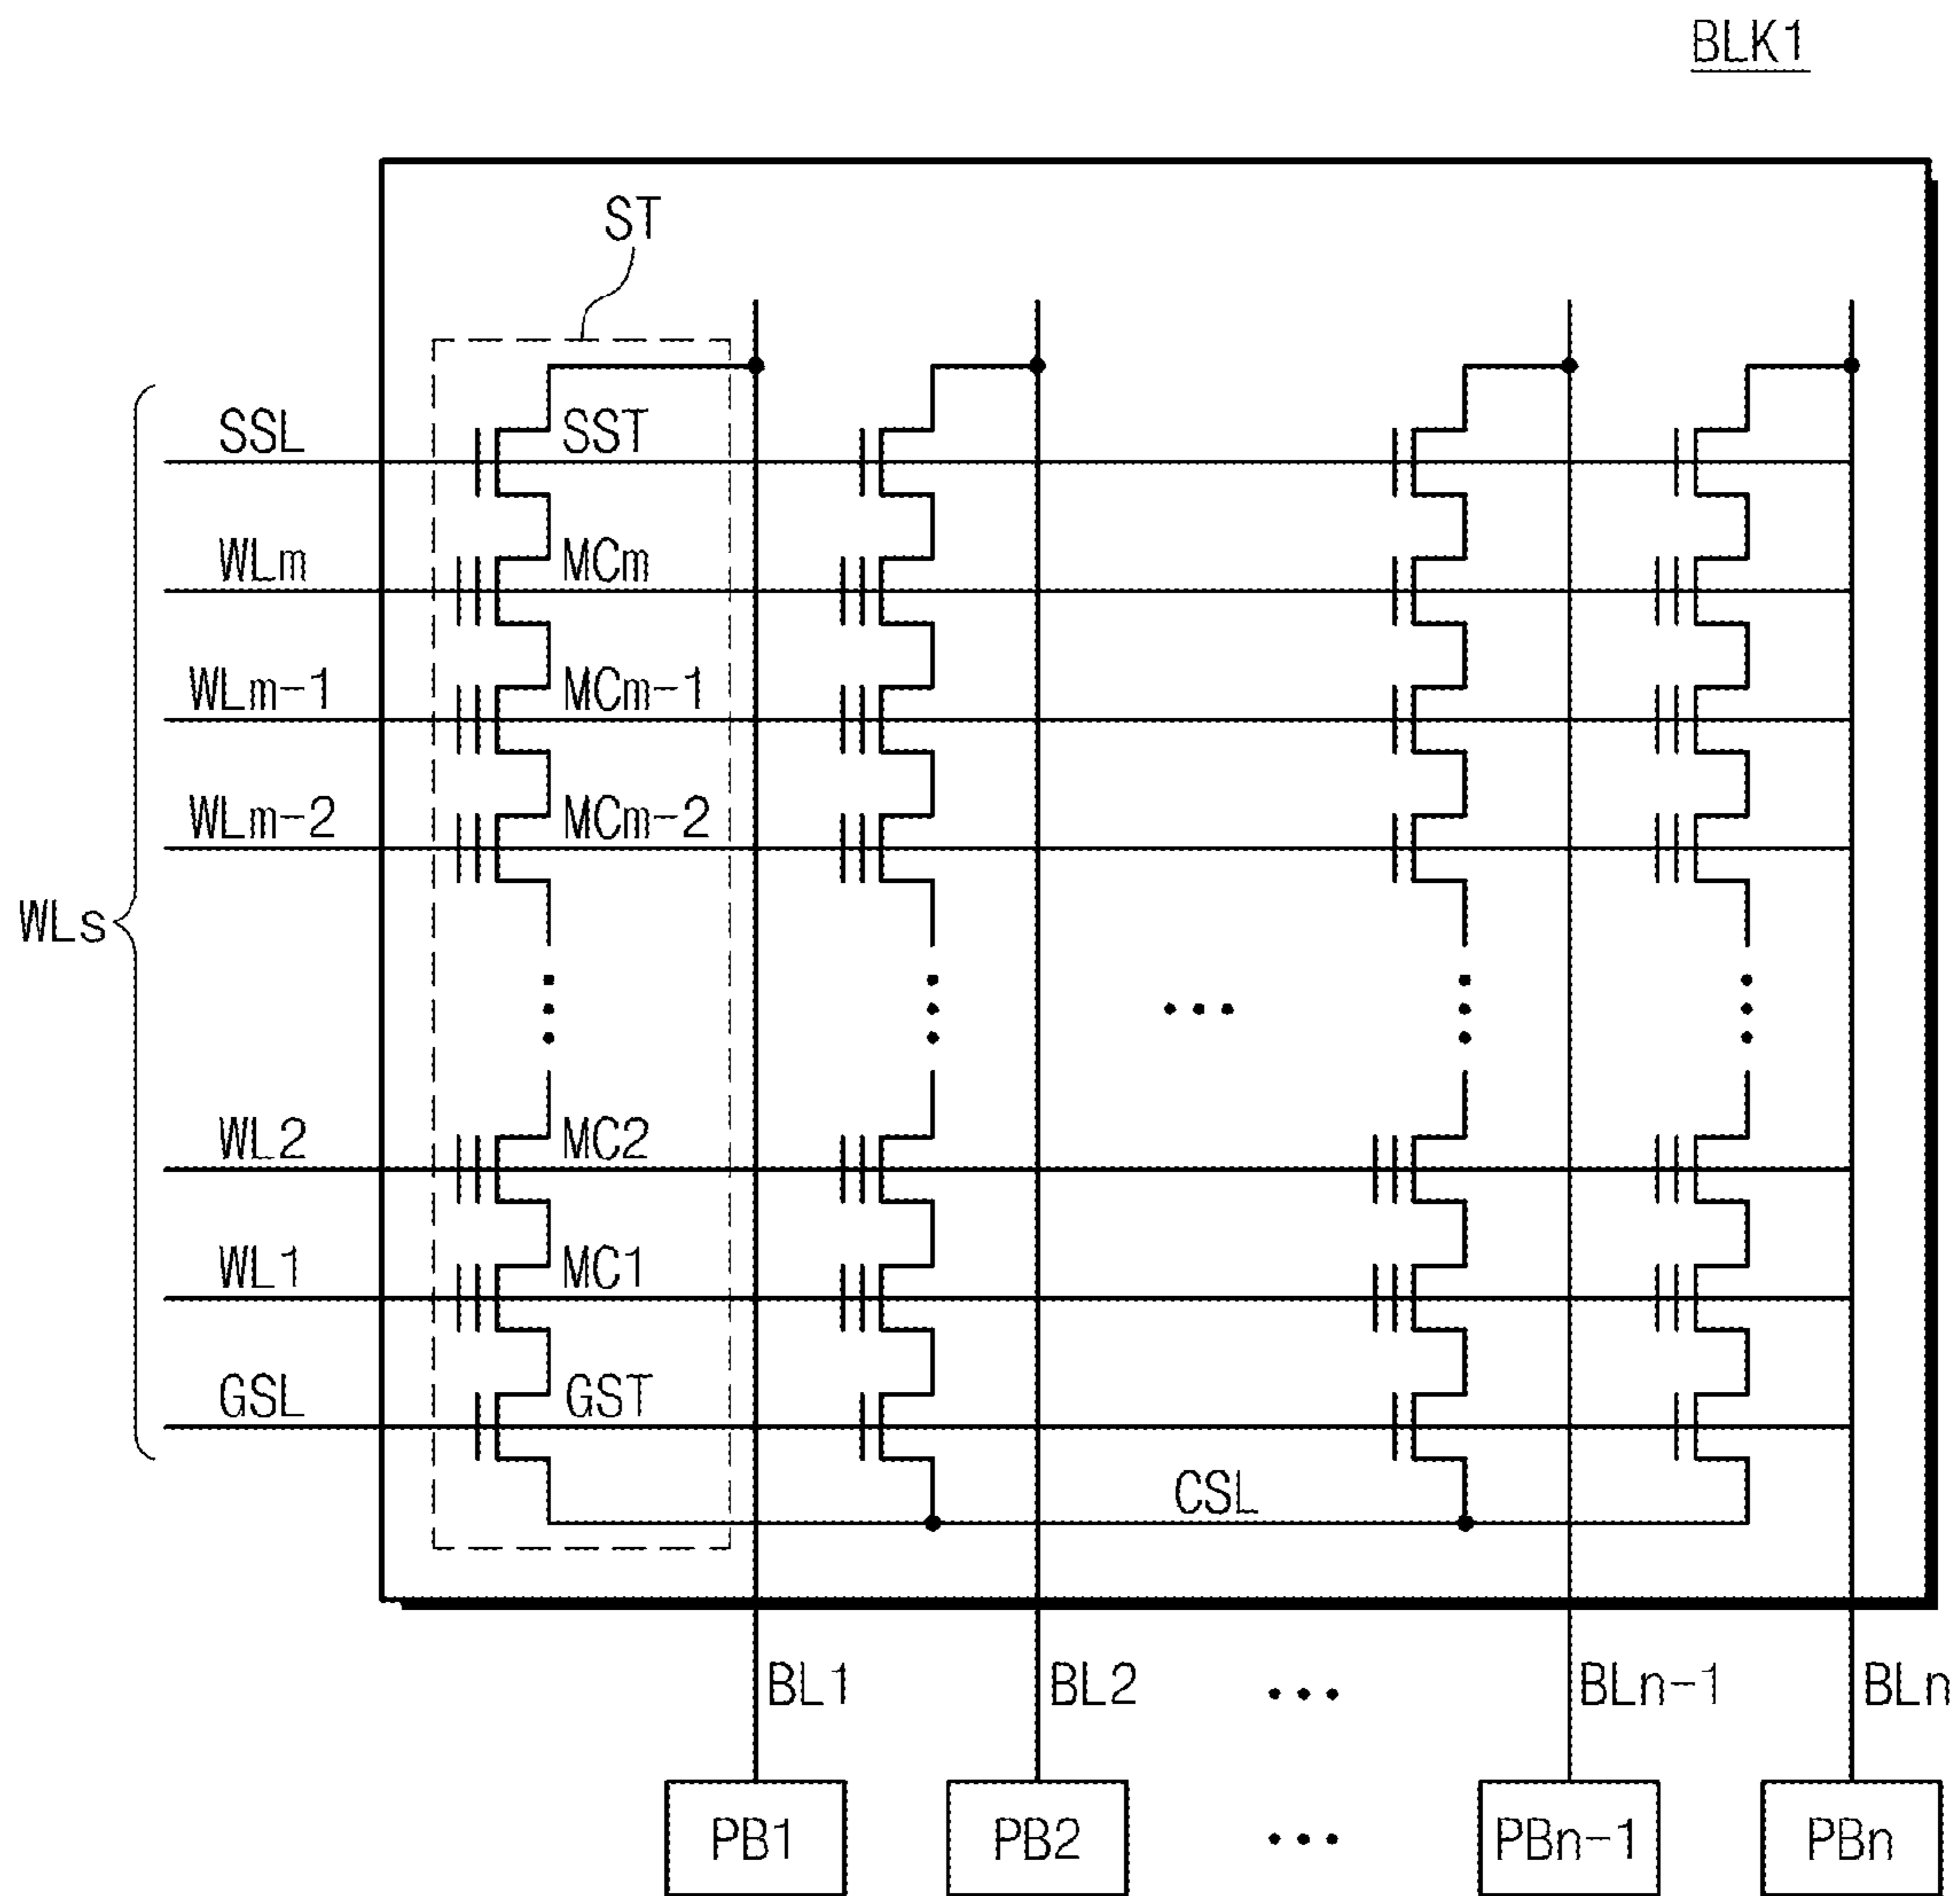 BLK1
ST
SSL SST
WLm MCm
WLm-1 MCm-1
WLm-2 MCm-2
WLs
WL2 MC2
WL1 MC1
GSL GST
CSL
BL1 BL2 ... BLn-1 BLn
PB1 PB2 ... PBn-1 PBn